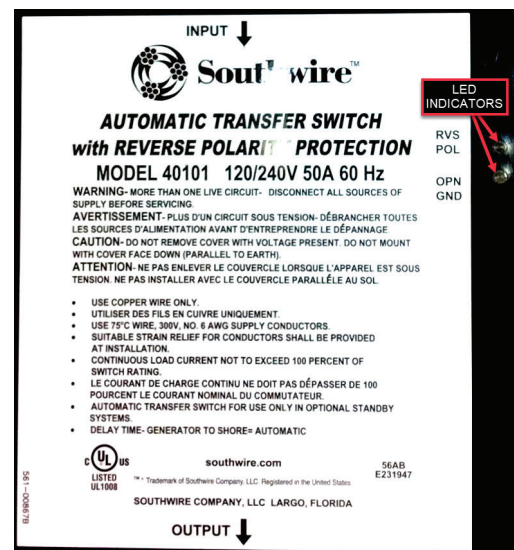 INPUT
Southwire™
AUTOMATIC TRANSFER SWITCH
with REVERSE POLARITY PROTECTION
MODEL 40101 120/240V 50A 60 Hz
WARNING- MORE THAN ONE LIVE CIRCUIT- DISCONNECT ALL SOURCES OF
SUPPLY BEFORE SERVICING.
AVERTISSEMENT- PLUS D'UN CIRCUIT SOUS TENSION- DÉBRANCHER TOUTES
LES SOURCES D'ALIMENTATION AVANT D'ENTREPRENDRE LE DÉPANNAGE.
CAUTION- DO NOT REMOVE COVER WITH VOLTAGE PRESENT. DO NOT MOUNT
WITH COVER FACE DOWN (PARALLEL TO EARTH).
ATTENTION- NE PAS ENLEVER LE COUVERCLE LORSQUE L'APPAREIL EST SOUS
TENSION. NE PAS INSTALLER AVEC LE COUVERCLE PARALLÉLE AU SOL.
• USE COPPER WIRE ONLY.
• UTILISER DES FILS EN CUIVRE UNIQUEMENT.
• USE 75°C WIRE, 300V, NO. 6 AWG SUPPLY CONDUCTORS.
• SUITABLE STRAIN RELIEF FOR CONDUCTORS SHALL BE PROVIDED
AT INSTALLATION.
• CONTINUOUS LOAD CURRENT NOT TO EXCEED 100 PERCENT OF
SWITCH RATING.
• LE COURANT DE CHARGE CONTINU NE DOIT PAS DÉPASSER DE 100
POURCENT LE COURANT NOMINAL DU COMMUTATEUR.
• AUTOMATIC TRANSFER SWITCH FOR USE ONLY IN OPTIONAL STANDBY
SYSTEMS.
• DELAY TIME- GENERATOR TO SHORE= AUTOMATIC
C UL US
LISTED
UL1008
southwire.com
56AB
E231947
™ - Trademark of Southwire Company, LLC. Registered in the United States
SOUTHWIRE COMPANY, LLC LARGO, FLORIDA
OUTPUT
561-00867B
LED
INDICATORS
RVS
POL
OPN
GND